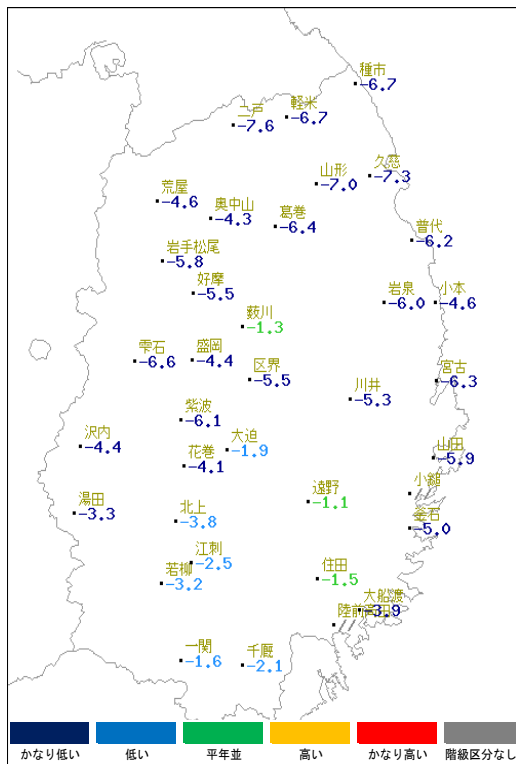 種市
-6.7
軽米
-6.7
二戸
-7.6
久慈
-7.3
山形
-7.0
荒屋
-4.6
奥中山
-4.3
葛巻
-6.4
普代
-6.2
岩手松尾
-5.8
好摩
-5.5
岩泉
-6.0
小本
-4.6
薮川
-1.3
雫石
-6.6
盛岡
-4.4
区界
-5.5
宮古
-6.3
川井
-5.3
紫波
-6.1
沢内
-4.4
大迫
-1.9
花巻
-4.1
山田
-5.9
小鎚
遠野
-1.1
湯田
-3.3
北上
-3.8
釜石
-5.0
江刺
-2.5
若柳
-3.2
住田
-1.5
大船渡
-3.9
陸前高田
一関
-1.6
千厩
-2.1
かなり低い 低い 平年並 高い かなり高い 階級区分なし